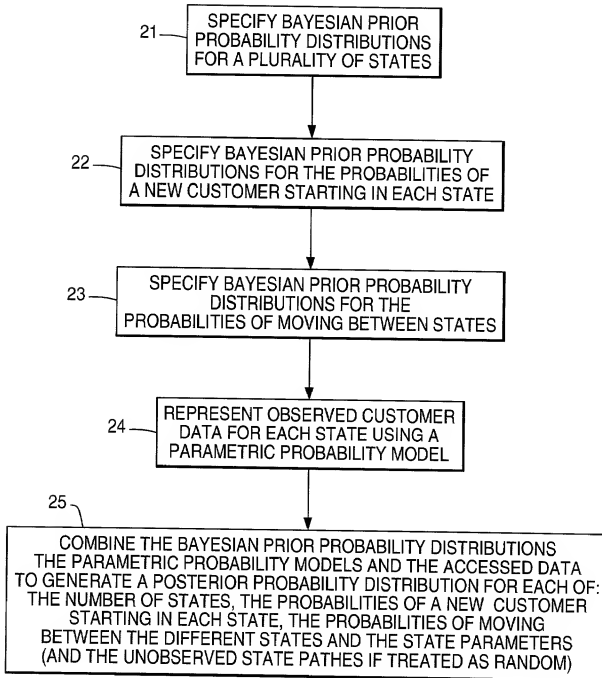 21
SPECIFY BAYESIAN PRIOR
PROBABILITY DISTRIBUTIONS
FOR A PLURALITY OF STATES
22
SPECIFY BAYESIAN PRIOR PROBABILITY
DISTRIBUTIONS FOR THE PROBABILITIES OF
A NEW CUSTOMER STARTING IN EACH STATE
23
SPECIFY BAYESIAN PRIOR PROBABILITY
DISTRIBUTIONS FOR THE
PROBABILITIES OF MOVING BETWEEN STATES
24
REPRESENT OBSERVED CUSTOMER
DATA FOR EACH STATE USING A
PARAMETRIC PROBABILITY MODEL
25
COMBINE THE BAYESIAN PRIOR PROBABILITY DISTRIBUTIONS
THE PARAMETRIC PROBABILITY MODELS AND THE ACCESSED DATA
TO GENERATE A POSTERIOR PROBABILITY DISTRIBUTION FOR EACH OF:
THE NUMBER OF STATES, THE PROBABILITIES OF A NEW CUSTOMER
STARTING IN EACH STATE, THE PROBABILITIES OF MOVING
BETWEEN THE DIFFERENT STATES AND THE STATE PARAMETERS
(AND THE UNOBSERVED STATE PATHES IF TREATED AS RANDOM)